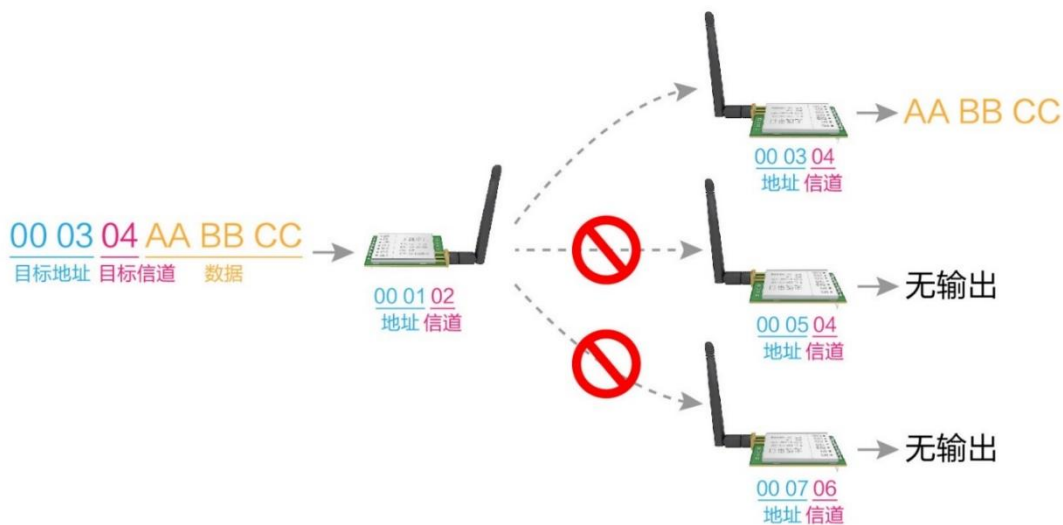 00 03 04 AA BB CC
目标地址 目标信道 数据
00 01 02
地址 信道
AA BB CC
00 03 04
地址 信道
无输出
00 05 04
地址 信道
无输出
00 07 06
地址 信道